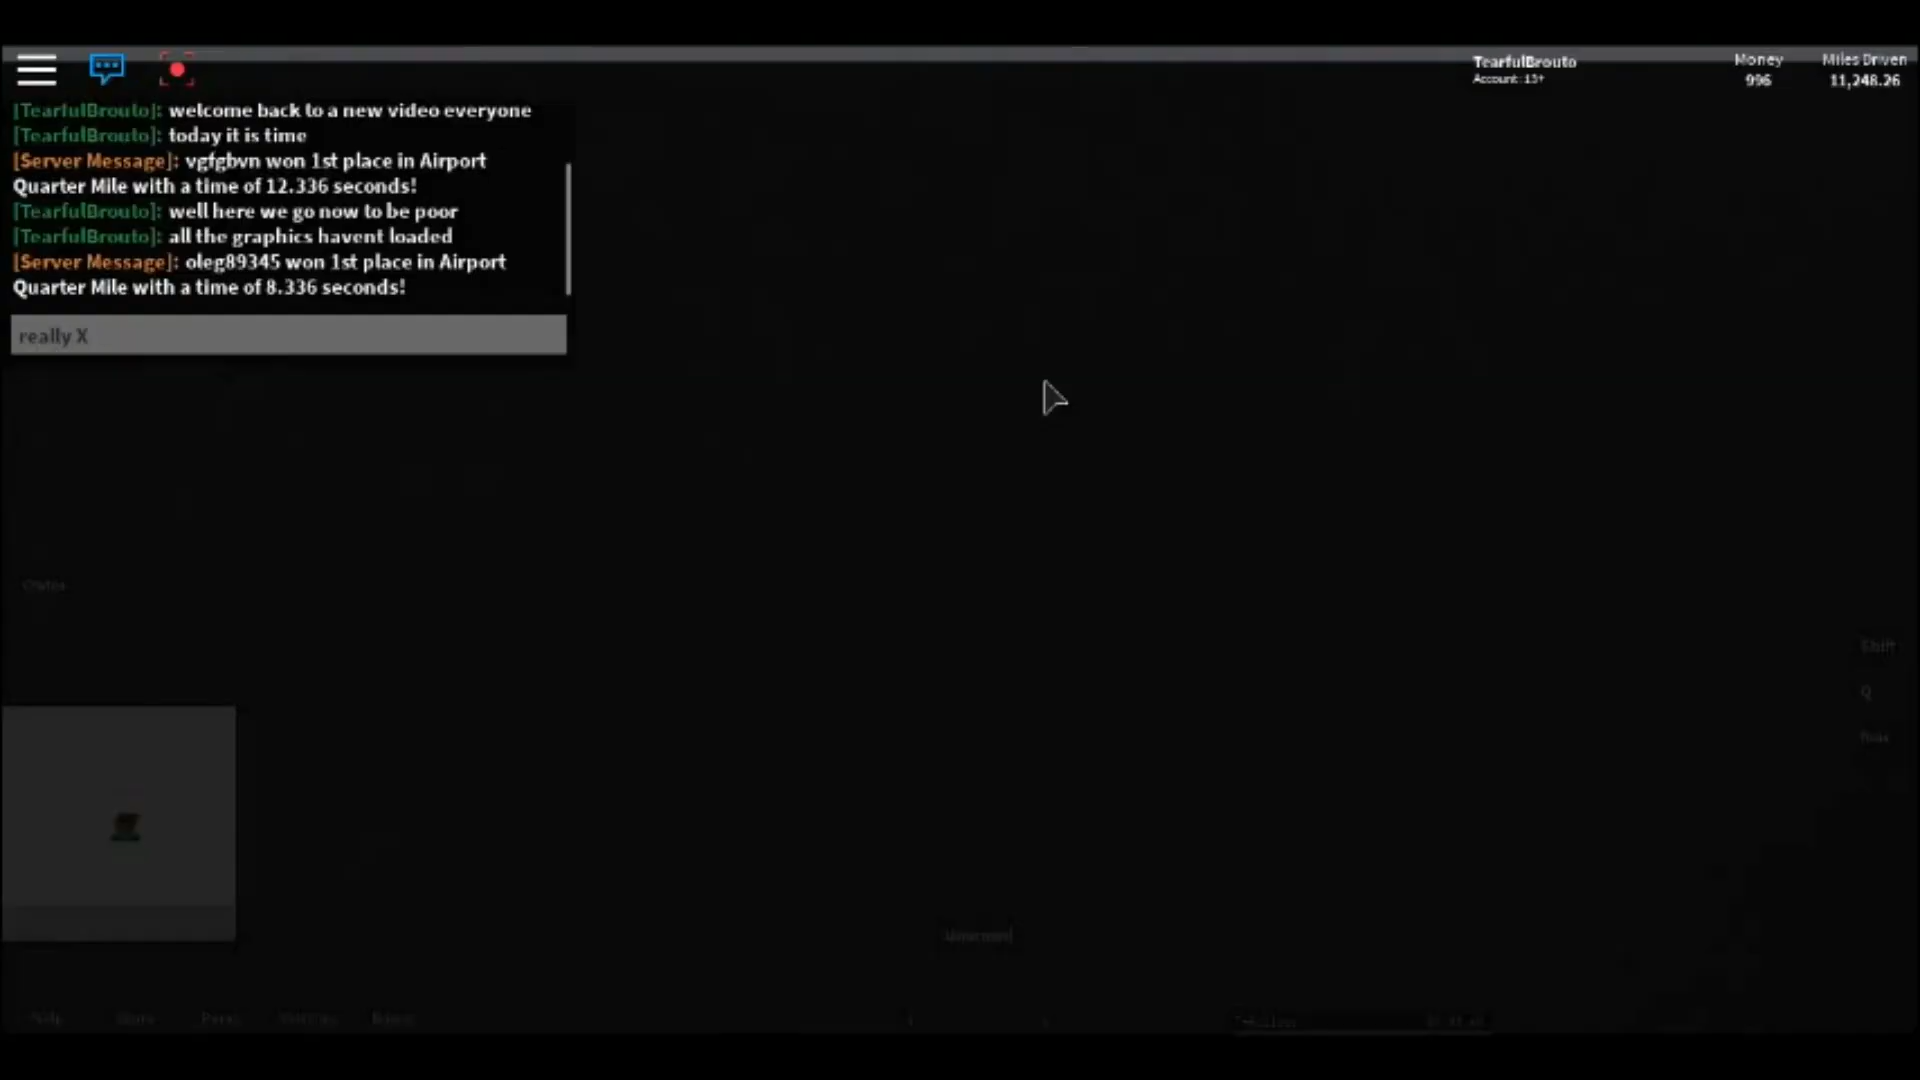 TearfulBrouto
Account: 13+
Money
996
Miles Driven
11,248.26
[TearfulBrouto]: welcome back to a new video everyone
[TearfulBrouto]: today it is time
[Server Message]: vgfgbvn won 1st place in Airport
Quarter Mile with a time of 12.336 seconds!
[TearfulBrouto]: well here we go now to be poor
[TearfulBrouto]: all the graphics havent loaded
[Server Message]: oleg89345 won 1st place in Airport
Quarter Mile with a time of 8.336 seconds!
really X
Shift
Q